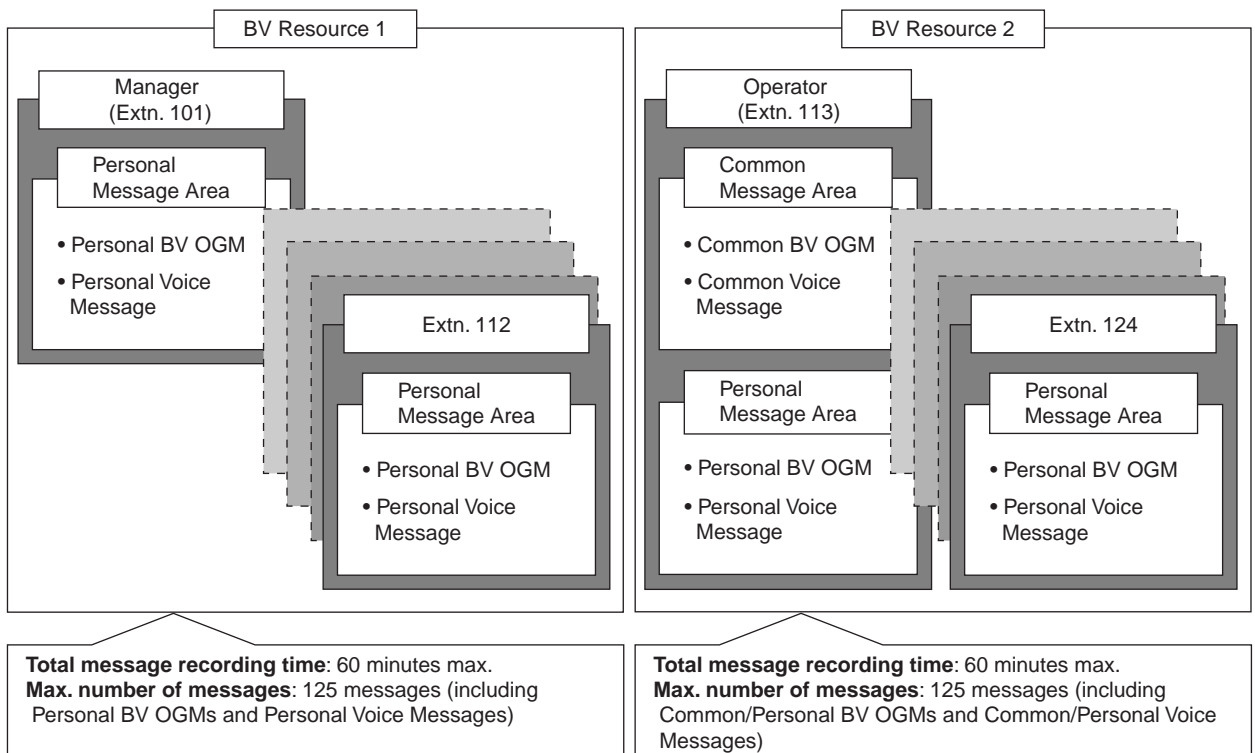 BV Resource 1
Manager
(Extn. 101)
Personal
Message Area
• Personal BV OGM
• Personal Voice
Message
Extn. 112
Personal
Message Area
• Personal BV OGM
• Personal Voice
Message
Total message recording time: 60 minutes max.
Max. number of messages: 125 messages (including
Personal BV OGMs and Personal Voice Messages)
BV Resource 2
Operator
(Extn. 113)
Common
Message Area
• Common BV OGM
• Common Voice
Message
Personal
Message Area
• Personal BV OGM
• Personal Voice
Message
Extn. 124
Personal
Message Area
• Personal BV OGM
• Personal Voice
Message
Total message recording time: 60 minutes max.
Max. number of messages: 125 messages (including
Common/Personal BV OGMs and Common/Personal Voice
Messages)